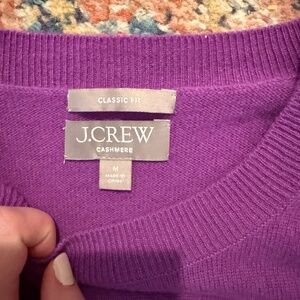 CLASSIC FIT
J.CREW
CASHMERE
M
MADE IN
CHINA